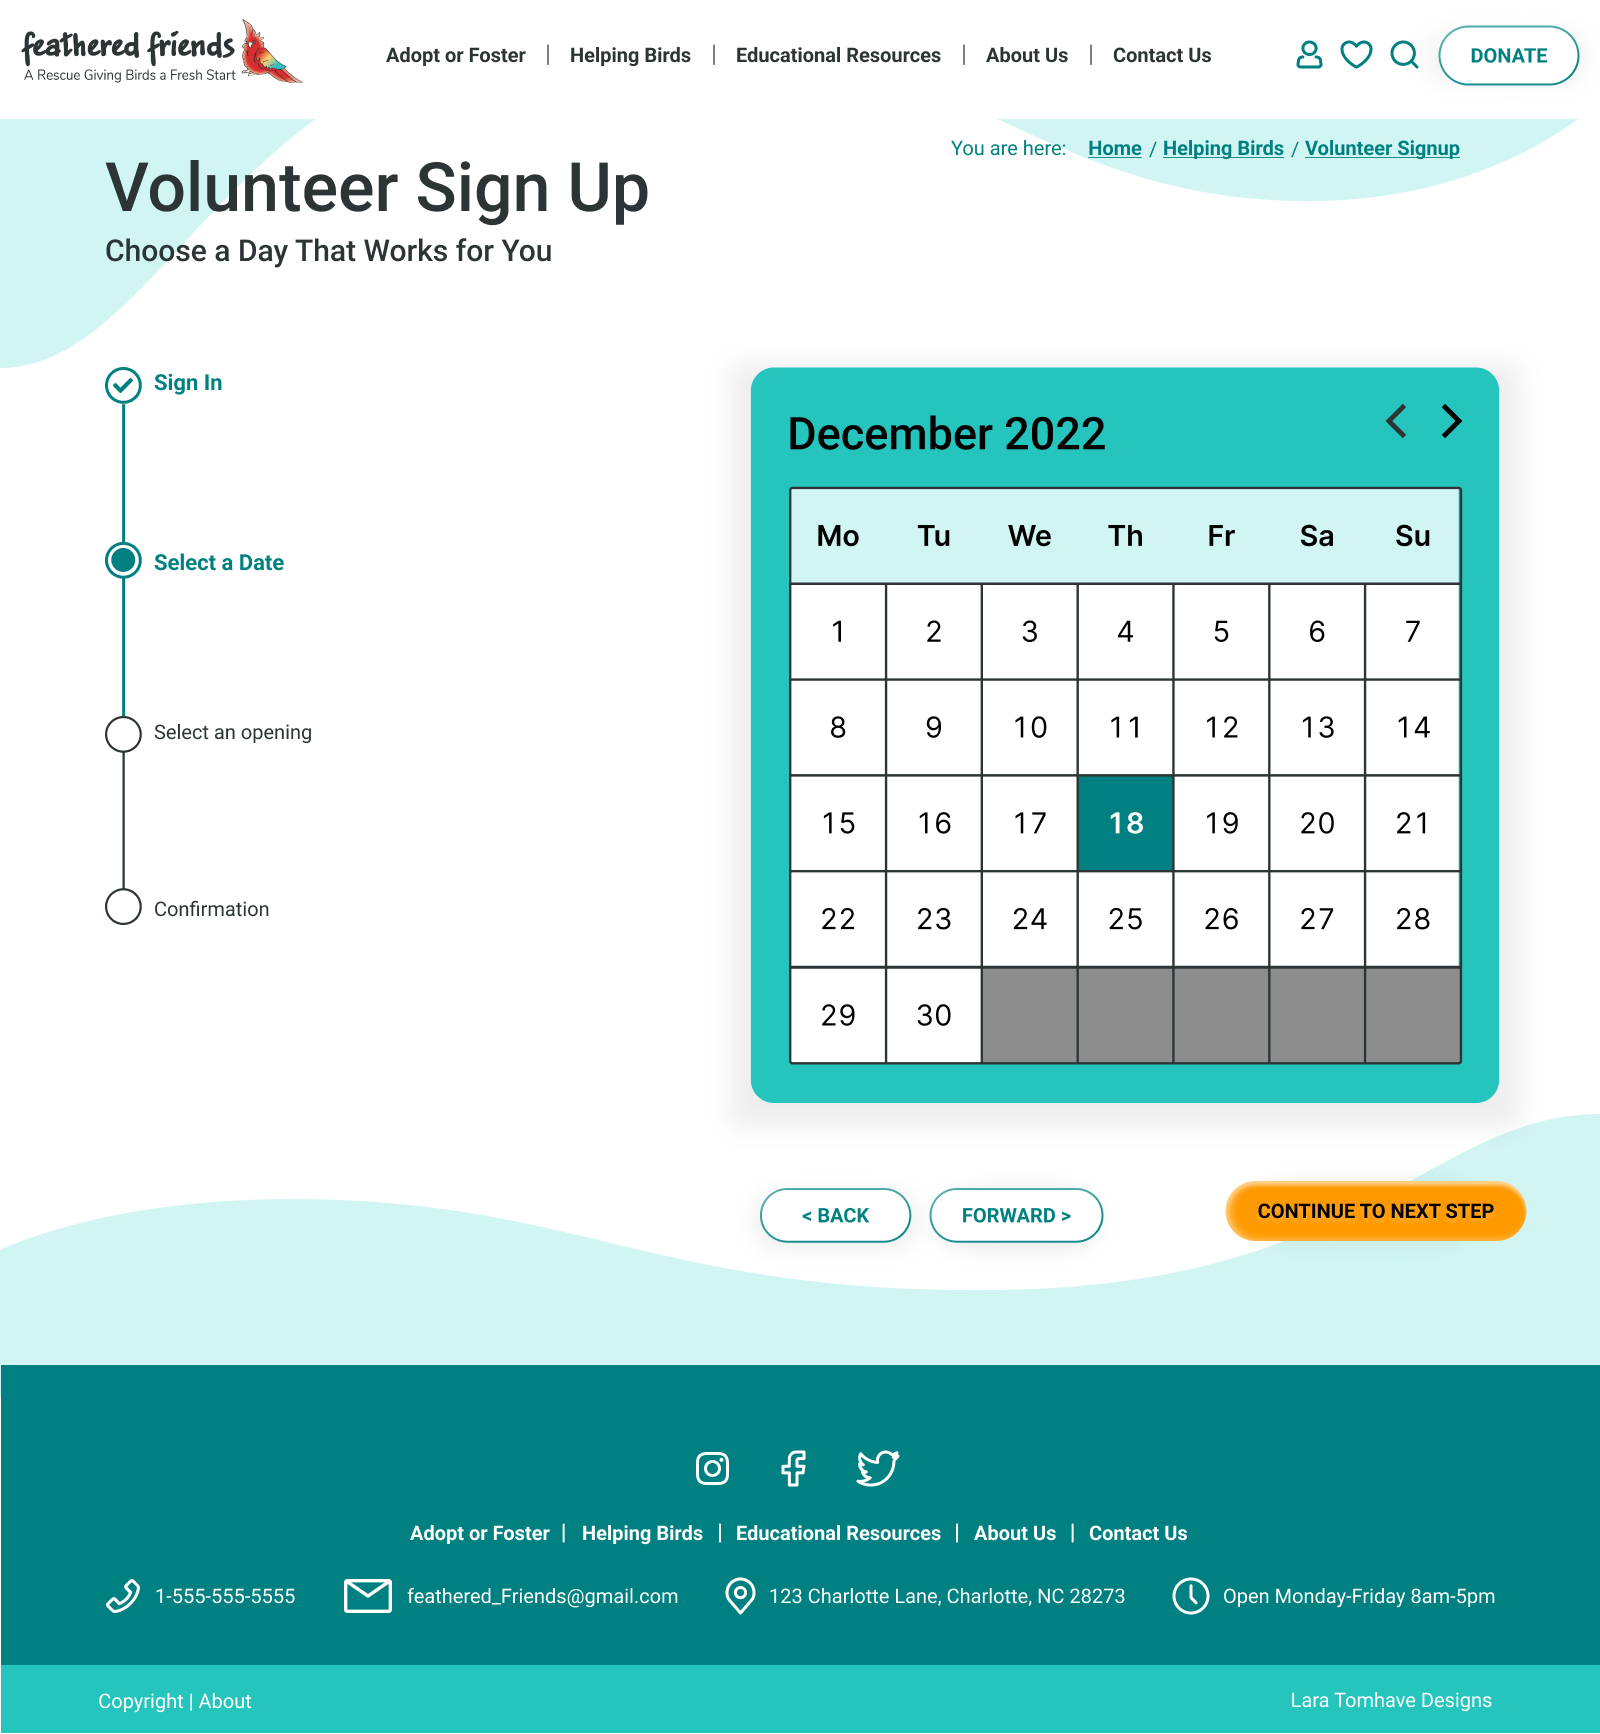 feathered friends
A Rescue Giving Birds a Fresh Start
Adopt or Foster | Helping Birds | Educational Resources | About Us | Contact Us
DONATE
You are here: Home / Helping Birds / Volunteer Signup
Volunteer Sign Up
Choose a Day That Works for You
Sign In
Select a Date
Select an opening
Confirmation
December 2022
Mo Tu We Th Fr Sa Su
1 2 3 4 5 6 7
8 9 10 11 12 13 14
15 16 17 18 19 20 21
22 23 24 25 26 27 28
29 30
< BACK
FORWARD >
CONTINUE TO NEXT STEP
Adopt or Foster | Helping Birds | Educational Resources | About Us | Contact Us
1-555-555-5555
feathered_Friends@gmail.com
123 Charlotte Lane, Charlotte, NC 28273
Open Monday-Friday 8am-5pm
Copyright | About
Lara Tomhave Designs